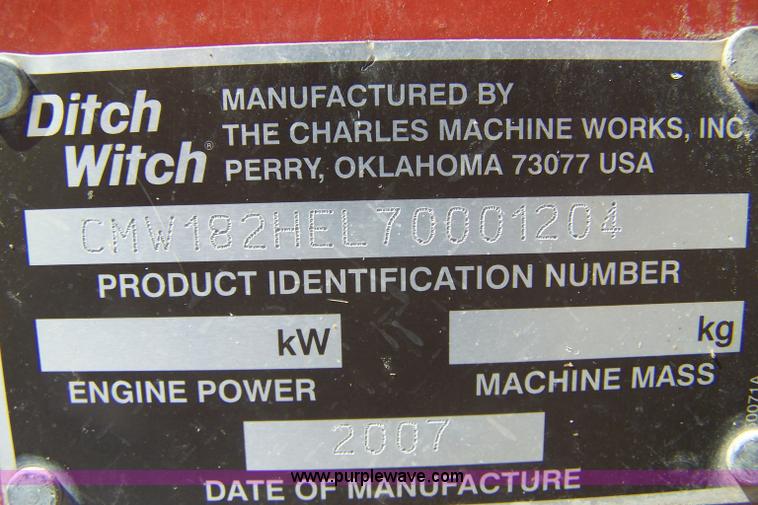 Ditch
Witch®
MANUFACTURED BY
THE CHARLES MACHINE WORKS, INC.
PERRY, OKLAHOMA 73077 USA
CMW182HEL70001204
PRODUCT IDENTIFICATION NUMBER
kW
ENGINE POWER
kg
MACHINE MASS
2007
DATE OF MANUFACTURE
www.purplewave.com